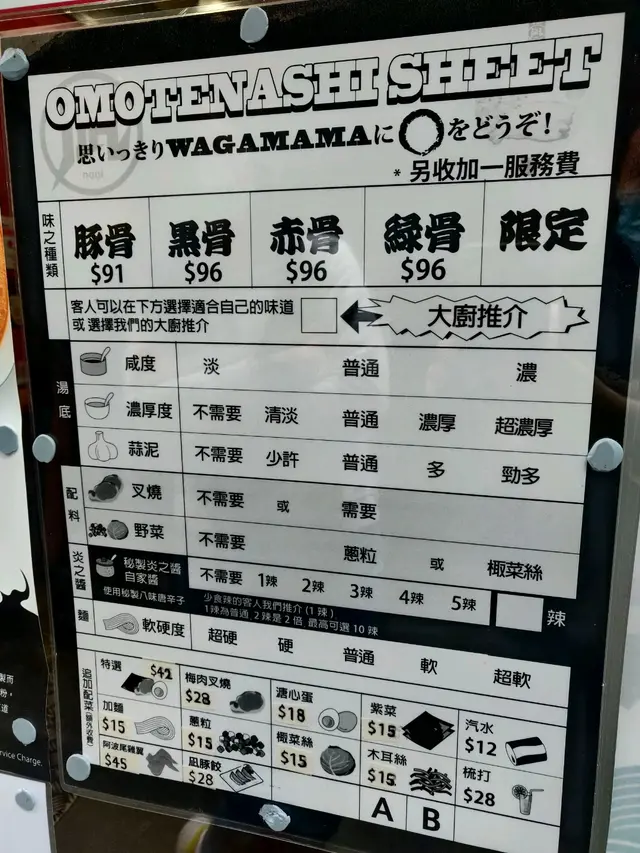 OMOTENASHI SHEET
思いっきりWAGAMAMAに〇をどうぞ!
* 另收加一服務費
味之種類
豚骨 $91
黒骨 $96
赤骨 $96
緑骨 $96
限定
客人可以在下方選擇適合自己的味道
或 選擇我們的大廚推介
大廚推介
湯底
咸度 淡 普通 濃
濃厚度 不需要 清淡 普通 濃厚 超濃厚
蒜泥 不需要 少許 普通 多 勁多
配料
叉燒 不需要 或 需要
野菜 不需要 蔥粒 或 椰菜絲
炎之醬
秘製炎之醬
自家醬
使用秘製八味唐辛子
不需要 1辣 2辣 3辣 4辣 5辣 辣
少食辣的客人我們推介 (1 辣)
1辣為普通, 2辣是 2 倍, 最高可選 10 辣
麵
軟硬度 超硬 硬 普通 軟 超軟
追加配菜(額外收費)
特選 $42
梅肉叉燒 $28
溏心蛋 $18
紫菜 $15
汽水 $12
加麵 $15
蔥粒 $15
椰菜絲 $15
木耳絲 $15
梳打 $28
阿波尾雞翼 $45
凪豚餃 $28
A B
rvice Charge.